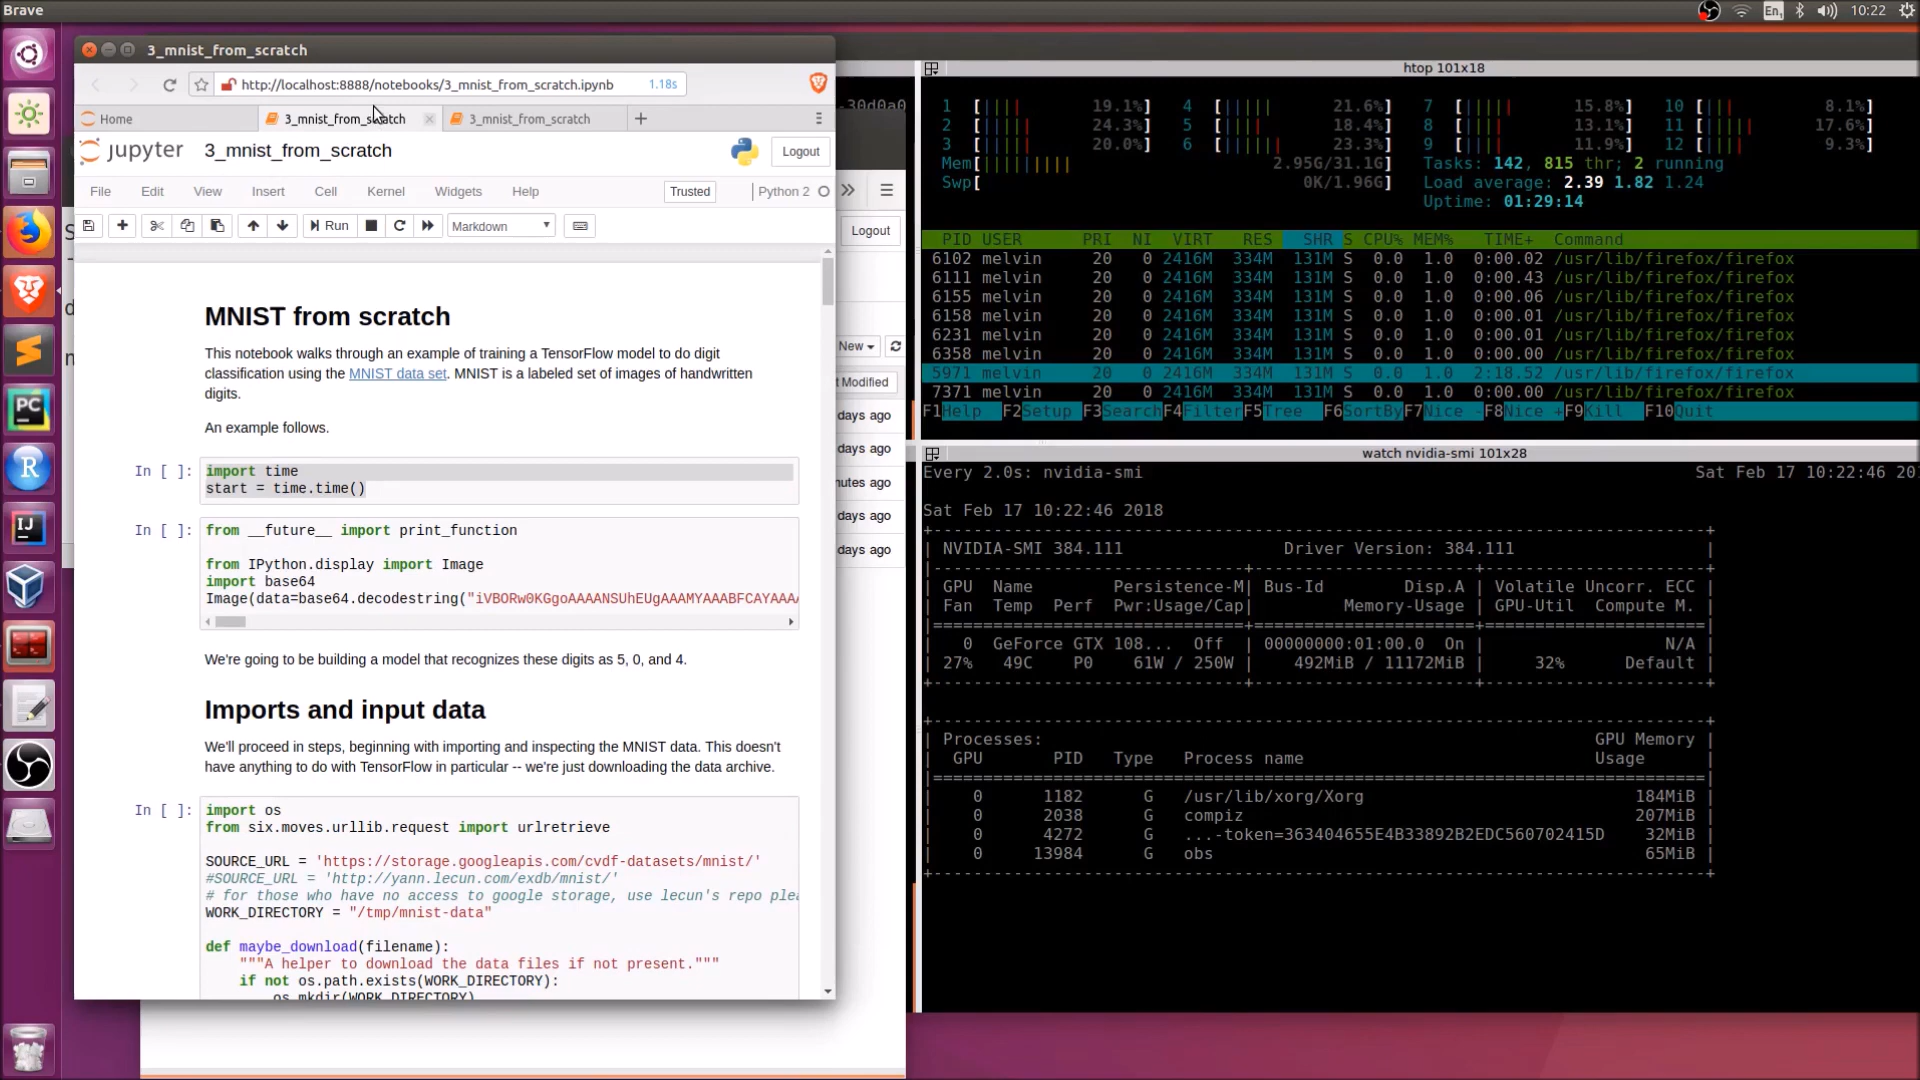 Brave
En1
10:22
3_mnist_from_scratch
http://localhost:8888/notebooks/3_mnist_from_scratch.ipynb 1.18s
Home
3_mnist_from_scratch
3_mnist_from_scratch
jupyter 3_mnist_from_scratch
Logout
File Edit View Insert Cell Kernel Widgets Help
Trusted
Python 2
Run
Markdown
MNIST from scratch
This notebook walks through an example of training a TensorFlow model to do digit
classification using the MNIST data set. MNIST is a labeled set of images of handwritten
digits.
An example follows.
In [ ]:
import time
start = time.time()
In [ ]:
from __future__ import print_function
from IPython.display import Image
import base64
Image(data=base64.decodestring("iVBORw0KGgoAAAANSUhEUgAAAMYAAABFCAYAAA
We're going to be building a model that recognizes these digits as 5, 0, and 4.
Imports and input data
We'll proceed in steps, beginning with importing and inspecting the MNIST data. This doesn't
have anything to do with TensorFlow in particular -- we're just downloading the data archive.
In [ ]:
import os
from six.moves.urllib.request import urlretrieve
SOURCE_URL = 'https://storage.googleapis.com/cvdf-datasets/mnist/'
#SOURCE_URL = 'http://yann.lecun.com/exdb/mnist/'
# for those who have no access to google storage, use lecun's repo plea
WORK_DIRECTORY = "/tmp/mnist-data"
def maybe_download(filename):
"""A helper to download the data files if not present."""
if not os.path.exists(WORK_DIRECTORY):
os.mkdir(WORK_DIRECTORY)
PC
R
IJ
-30d0a0
Logout
New
t Modified
days ago
days ago
nutes ago
days ago
days ago
htop 101x18
1 [|||| 19.1%] 4 [||||| 21.6%] 7 [||||| 15.8%] 10 [||| 8.1%]
2 [||||| 24.3%] 5 [|||| 18.4%] 8 [|||| 13.1%] 11 [||||| 17.6%]
3 [||||| 20.0%] 6 [|||||| 23.3%] 9 [|||| 11.9%] 12 [||| 9.3%]
Mem[||||||||||| 2.95G/31.1G] Tasks: 142, 815 thr; 2 running
Swp[ 0K/1.96G] Load average: 2.39 1.82 1.24
Uptime: 01:29:14
PID USER PRI NI VIRT RES SHR S CPU% MEM% TIME+ Command
6102 melvin 20 0 2416M 334M 131M S 0.0 1.0 0:00.02 /usr/lib/firefox/firefox
6111 melvin 20 0 2416M 334M 131M S 0.0 1.0 0:00.43 /usr/lib/firefox/firefox
6155 melvin 20 0 2416M 334M 131M S 0.0 1.0 0:00.06 /usr/lib/firefox/firefox
6158 melvin 20 0 2416M 334M 131M S 0.0 1.0 0:00.01 /usr/lib/firefox/firefox
6231 melvin 20 0 2416M 334M 131M S 0.0 1.0 0:00.01 /usr/lib/firefox/firefox
6358 melvin 20 0 2416M 334M 131M S 0.0 1.0 0:00.00 /usr/lib/firefox/firefox
5971 melvin 20 0 2416M 334M 131M S 0.0 1.0 2:18.52 /usr/lib/firefox/firefox
7371 melvin 20 0 2416M 334M 131M S 0.0 1.0 0:00.00 /usr/lib/firefox/firefox
F1Help F2Setup F3SearchF4FilterF5Tree F6SortByF7Nice -F8Nice +F9Kill F10Quit
watch nvidia-smi 101x28
Every 2.0s: nvidia-smi Sat Feb 17 10:22:46 20
Sat Feb 17 10:22:46 2018
| NVIDIA-SMI 384.111 Driver Version: 384.111 |
| GPU Name Persistence-M| Bus-Id Disp.A | Volatile Uncorr. ECC |
| Fan Temp Perf Pwr:Usage/Cap| Memory-Usage | GPU-Util Compute M. |
| 0 GeForce GTX 108... Off | 00000000:01:00.0 On | N/A |
| 27% 49C P0 61W / 250W | 492MiB / 11172MiB | 32% Default |
| Processes: GPU Memory |
| GPU PID Type Process name Usage |
| 0 1182 G /usr/lib/xorg/Xorg 184MiB |
| 0 2038 G compiz 207MiB |
| 0 4272 G ...-token=363404655E4B33892B2EDC560702415D 32MiB |
| 0 13984 G obs 65MiB |